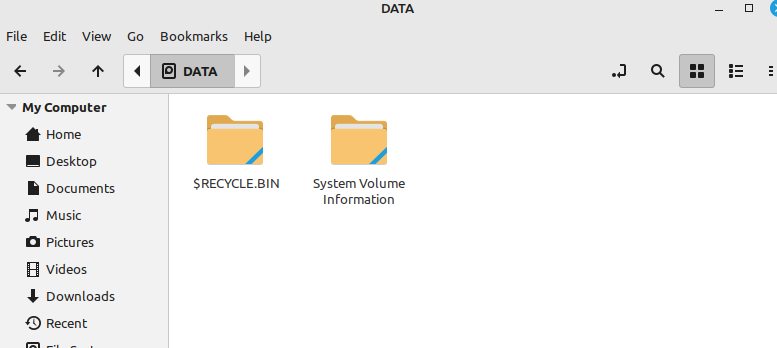 DATA
File Edit View Go Bookmarks Help
DATA
My Computer
Home
Desktop
Documents
Music
Pictures
Videos
Downloads
Recent
$RECYCLE.BIN
System Volume
Information